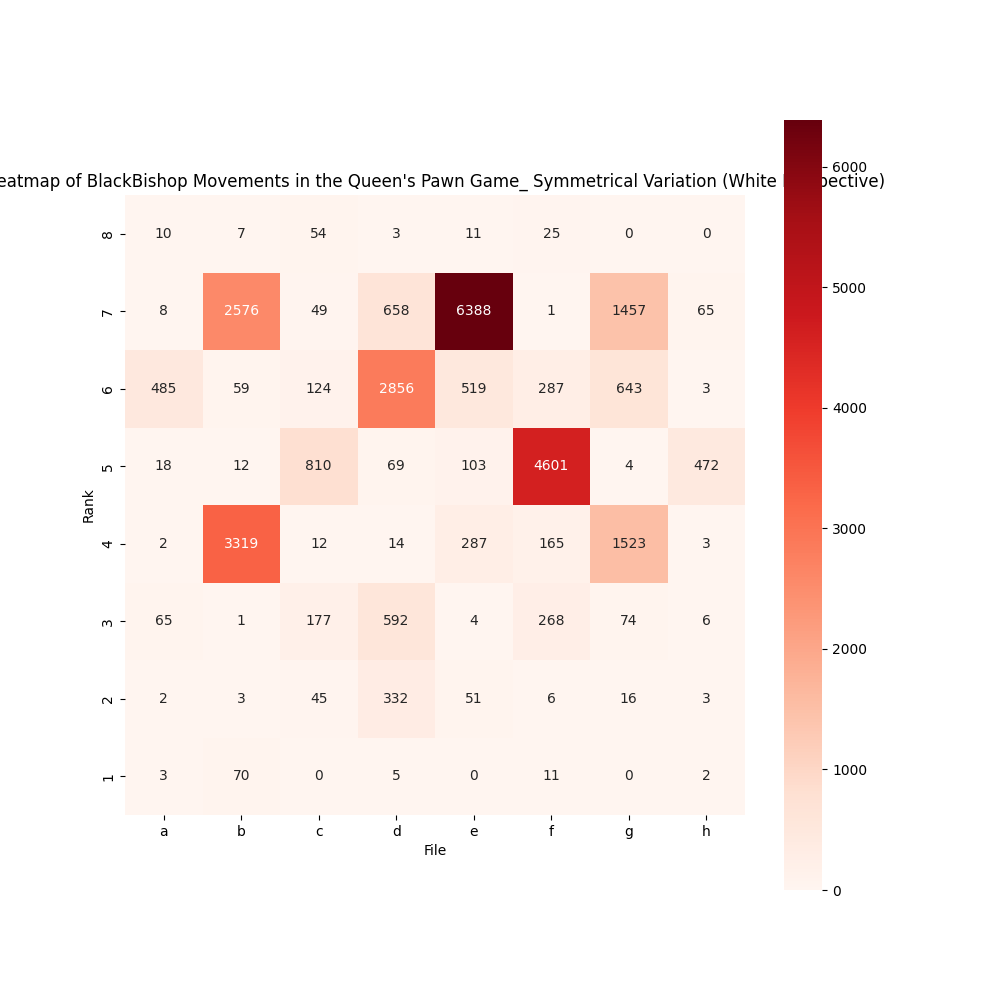 eatmap of BlackBishop Movements in the Queen's Pawn Game_ Symmetrical Variation (White pective)
8 10 7 54 3 11 25 0 0
7 8 2576 49 658 6388 1 1457 65
6 485 59 124 2856 519 287 643 3
5 18 12 810 69 103 4601 4 472
4 2 3319 12 14 287 165 1523 3
3 65 1 177 592 4 268 74 6
2 2 3 45 332 51 6 16 3
1 3 70 0 5 0 11 0 2
a b c d e f g h
File
Rank
6000
5000
4000
3000
2000
1000
0